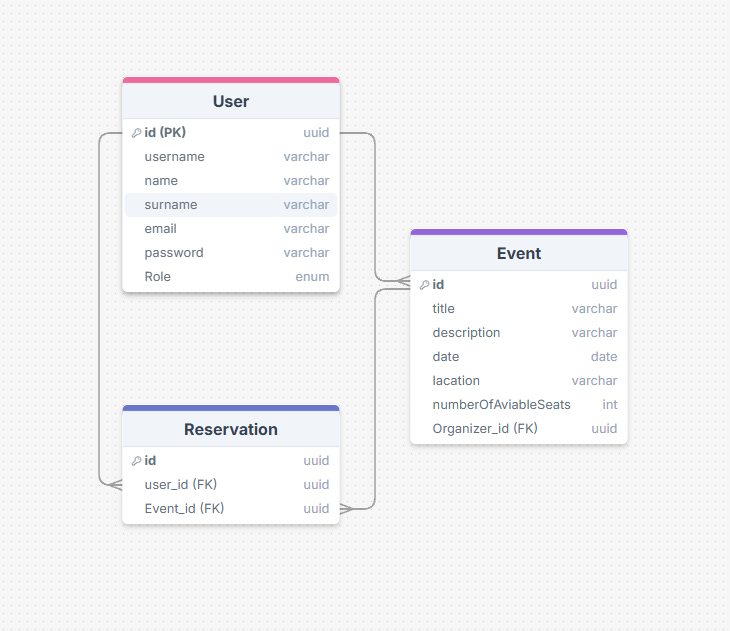 User
id (PK) uuid
username varchar
name varchar
surname varchar
email varchar
password varchar
Role enum
Event
id uuid
title varchar
description varchar
date date
lacation varchar
numberOfAviableSeats int
Organizer_id (FK) uuid
Reservation
id uuid
user_id (FK) uuid
Event_id (FK) uuid